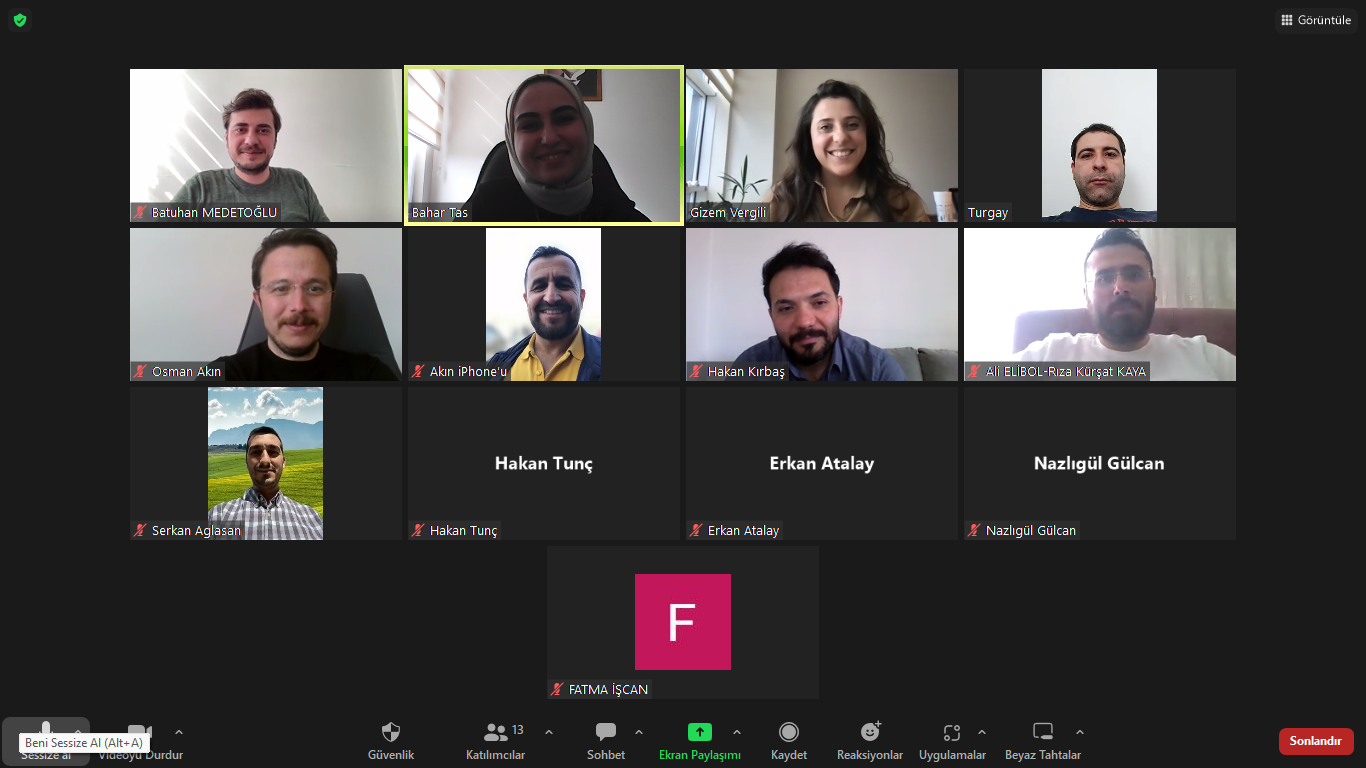 Görüntüle
Batuhan MEDETOĞLU
Bahar Tas
Gizem Vergili
Turgay
Osman Akın
Akın iPhone'u
Hakan Kırbaş
Ali ELİBOL-Rıza Kürşat KAYA
Serkan Aglasan
Hakan Tunç
Hakan Tunç
Erkan Atalay
Erkan Atalay
Nazlıgül Gülcan
Nazlıgül Gülcan
F
FATMA İŞCAN
Beni Sessize Al (Alt+A)
Sessize al
Videoyu Durdur
Güvenlik
13
Katılımcılar
Sohbet
Ekran Paylaşımı
Kaydet
Reaksiyonlar
Uygulamalar
Beyaz Tahtalar
Sonlandır